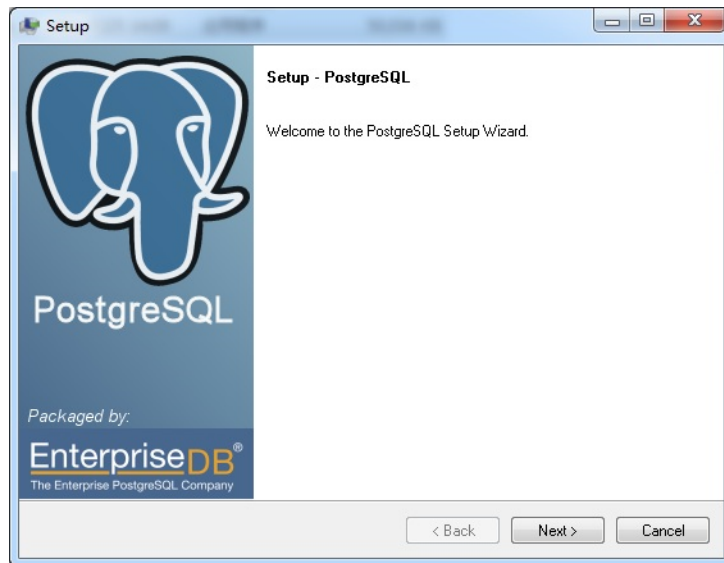 Setup
Setup - PostgreSQL
Welcome to the PostgreSQL Setup Wizard.
PostgreSQL
Packaged by:
EnterpriseDB®
The Enterprise PostgreSQL Company
< Back
Next >
Cancel